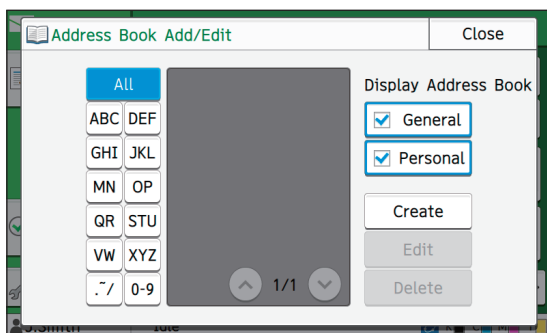 Address Book Add/Edit
Close
All
Display Address Book
ABC DEF
General
GHI JKL
Personal
MN OP
QR STU
Create
VW XYZ
Edit
.~/ 0-9
1/1
Delete
J.Smith Idle